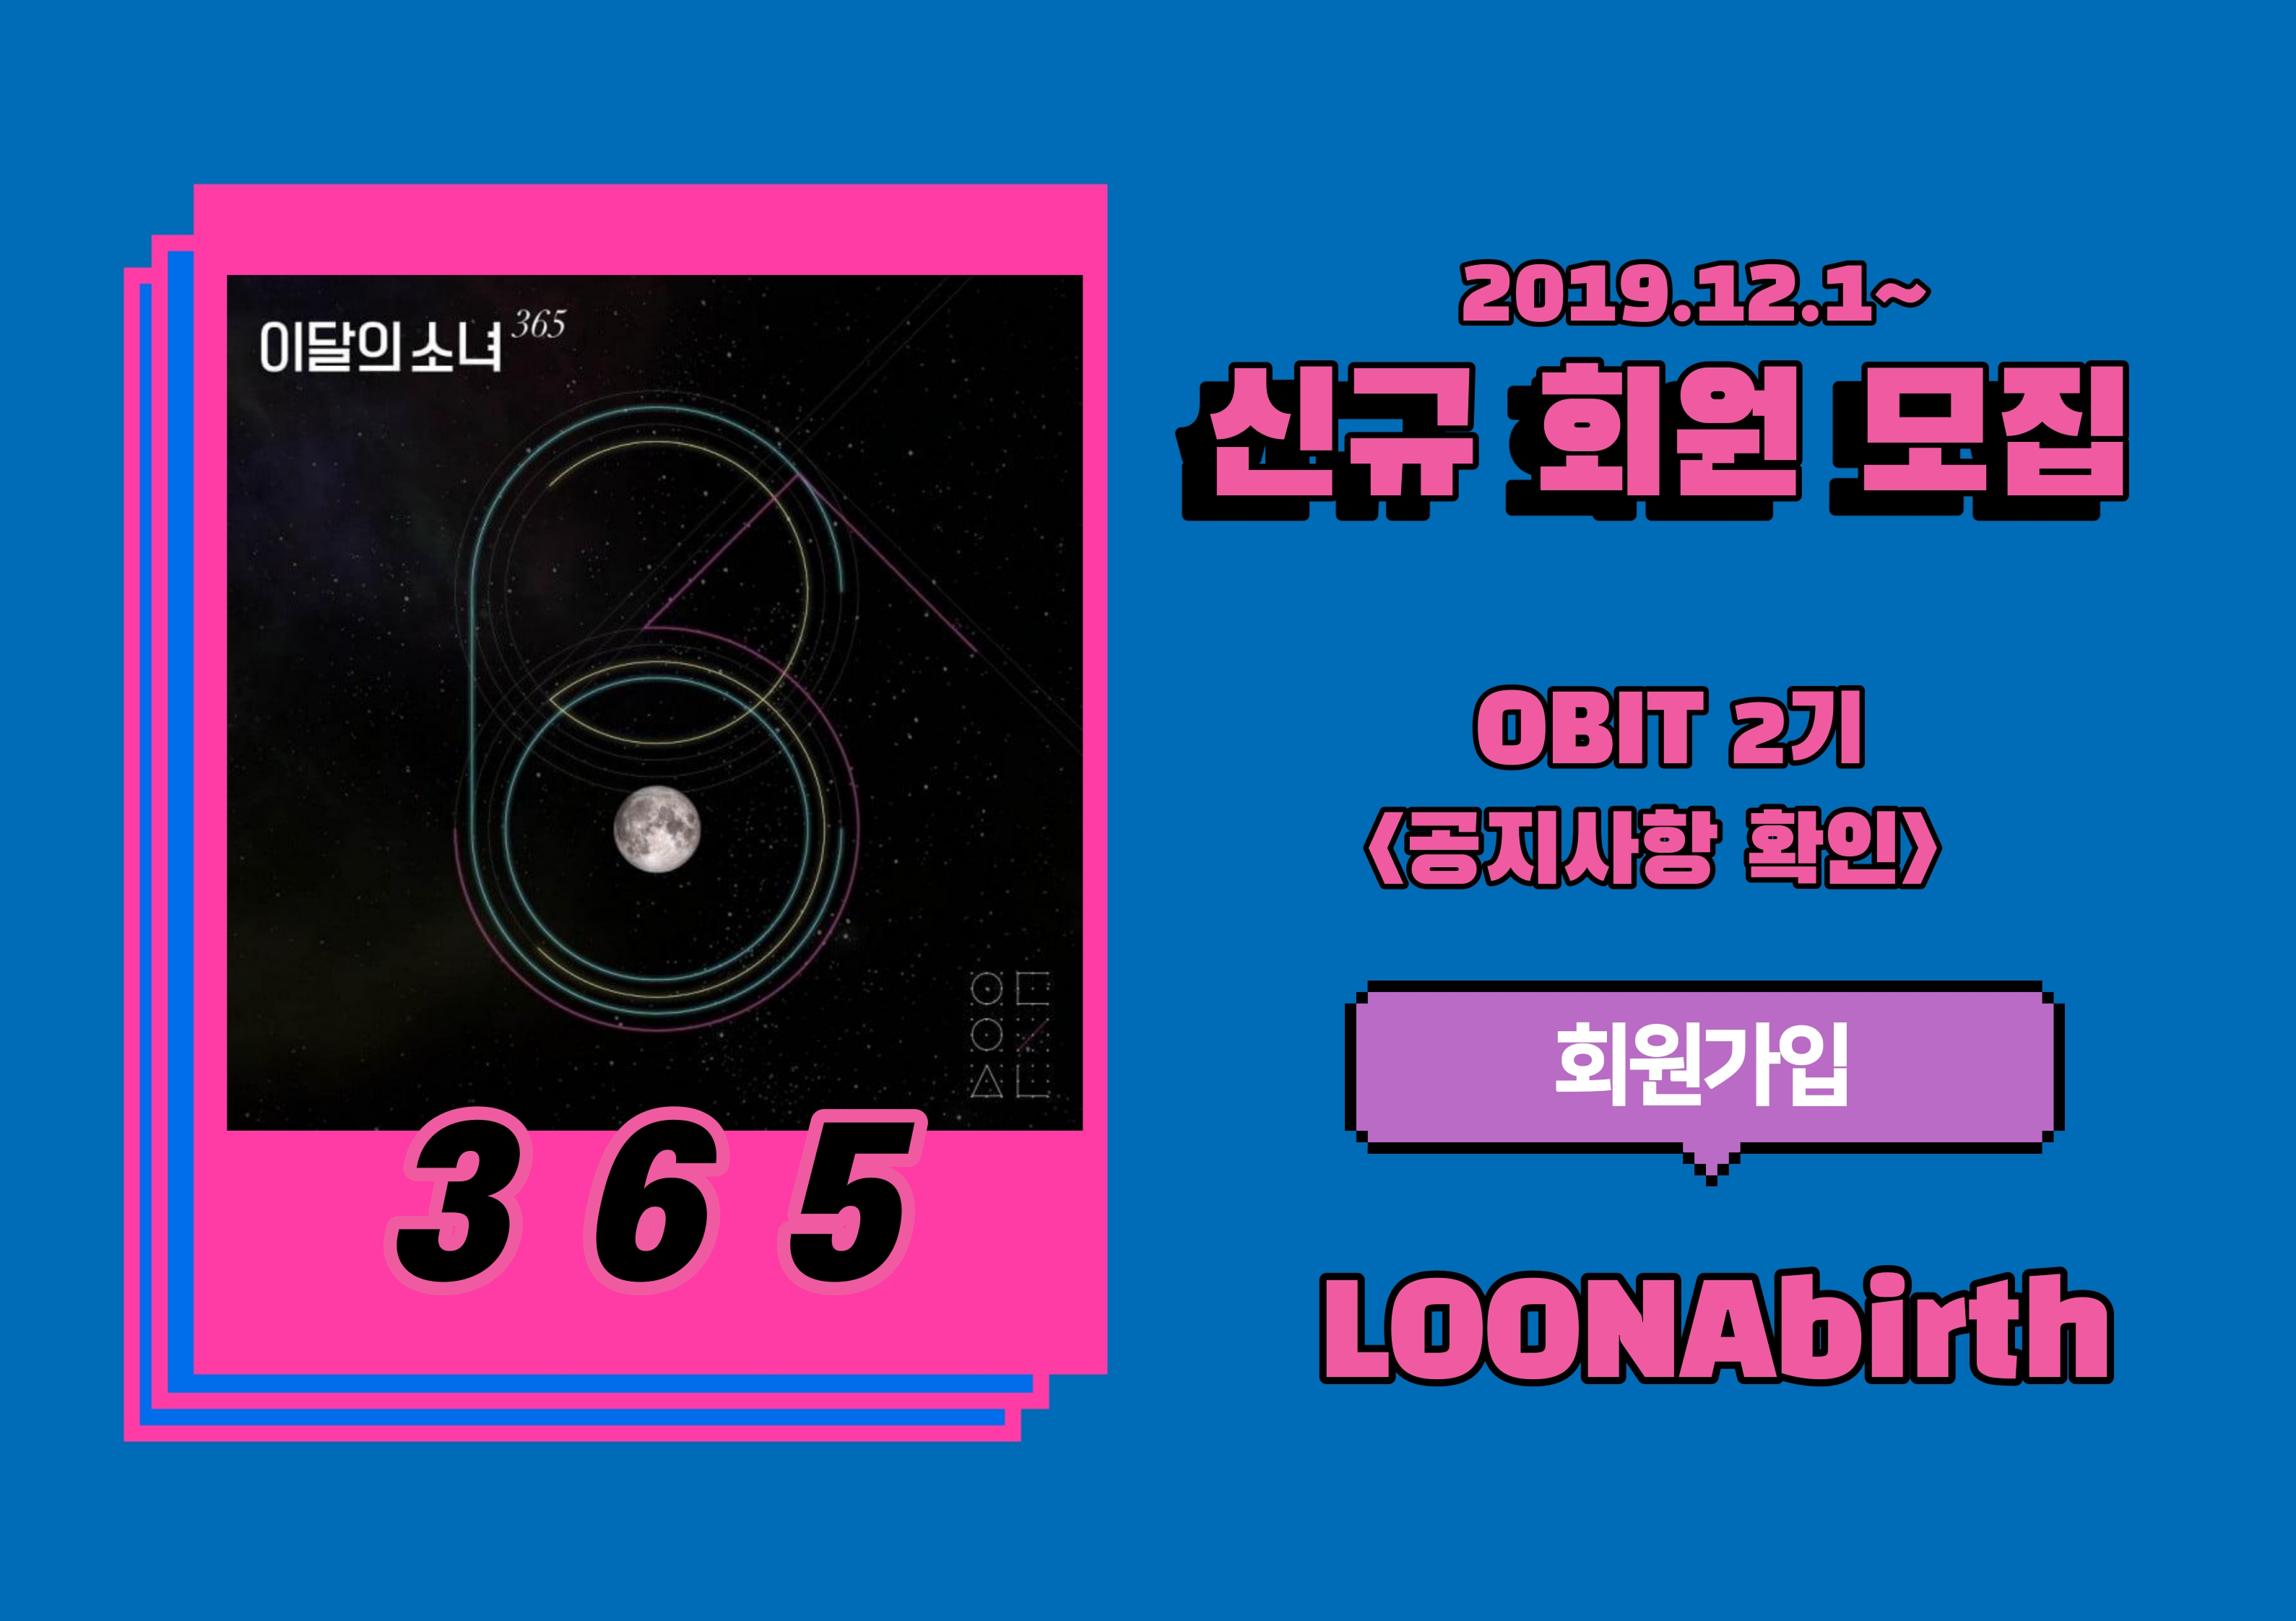 이달의 소녀 365
365
2019.12.1~
신규 회원 모집
OBIT 2기
<공지사항 확인>
회원가입
LOONAbirth